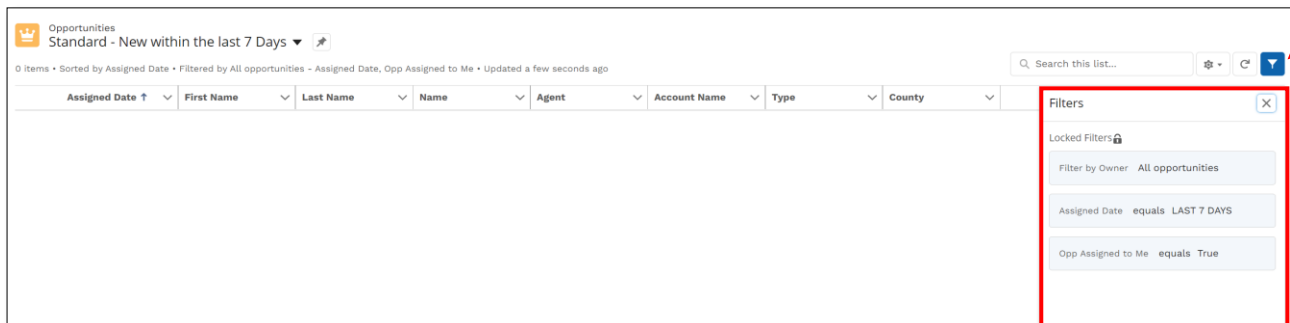 Opportunities
Standard - New within the last 7 Days
0 items • Sorted by Assigned Date • Filtered by All opportunities - Assigned Date, Opp Assigned to Me • Updated a few seconds ago
Search this list...
Assigned Date ↑ First Name Last Name Name Agent Account Name Type County
Filters
Locked Filters
Filter by Owner All opportunities
Assigned Date equals LAST 7 DAYS
Opp Assigned to Me equals True